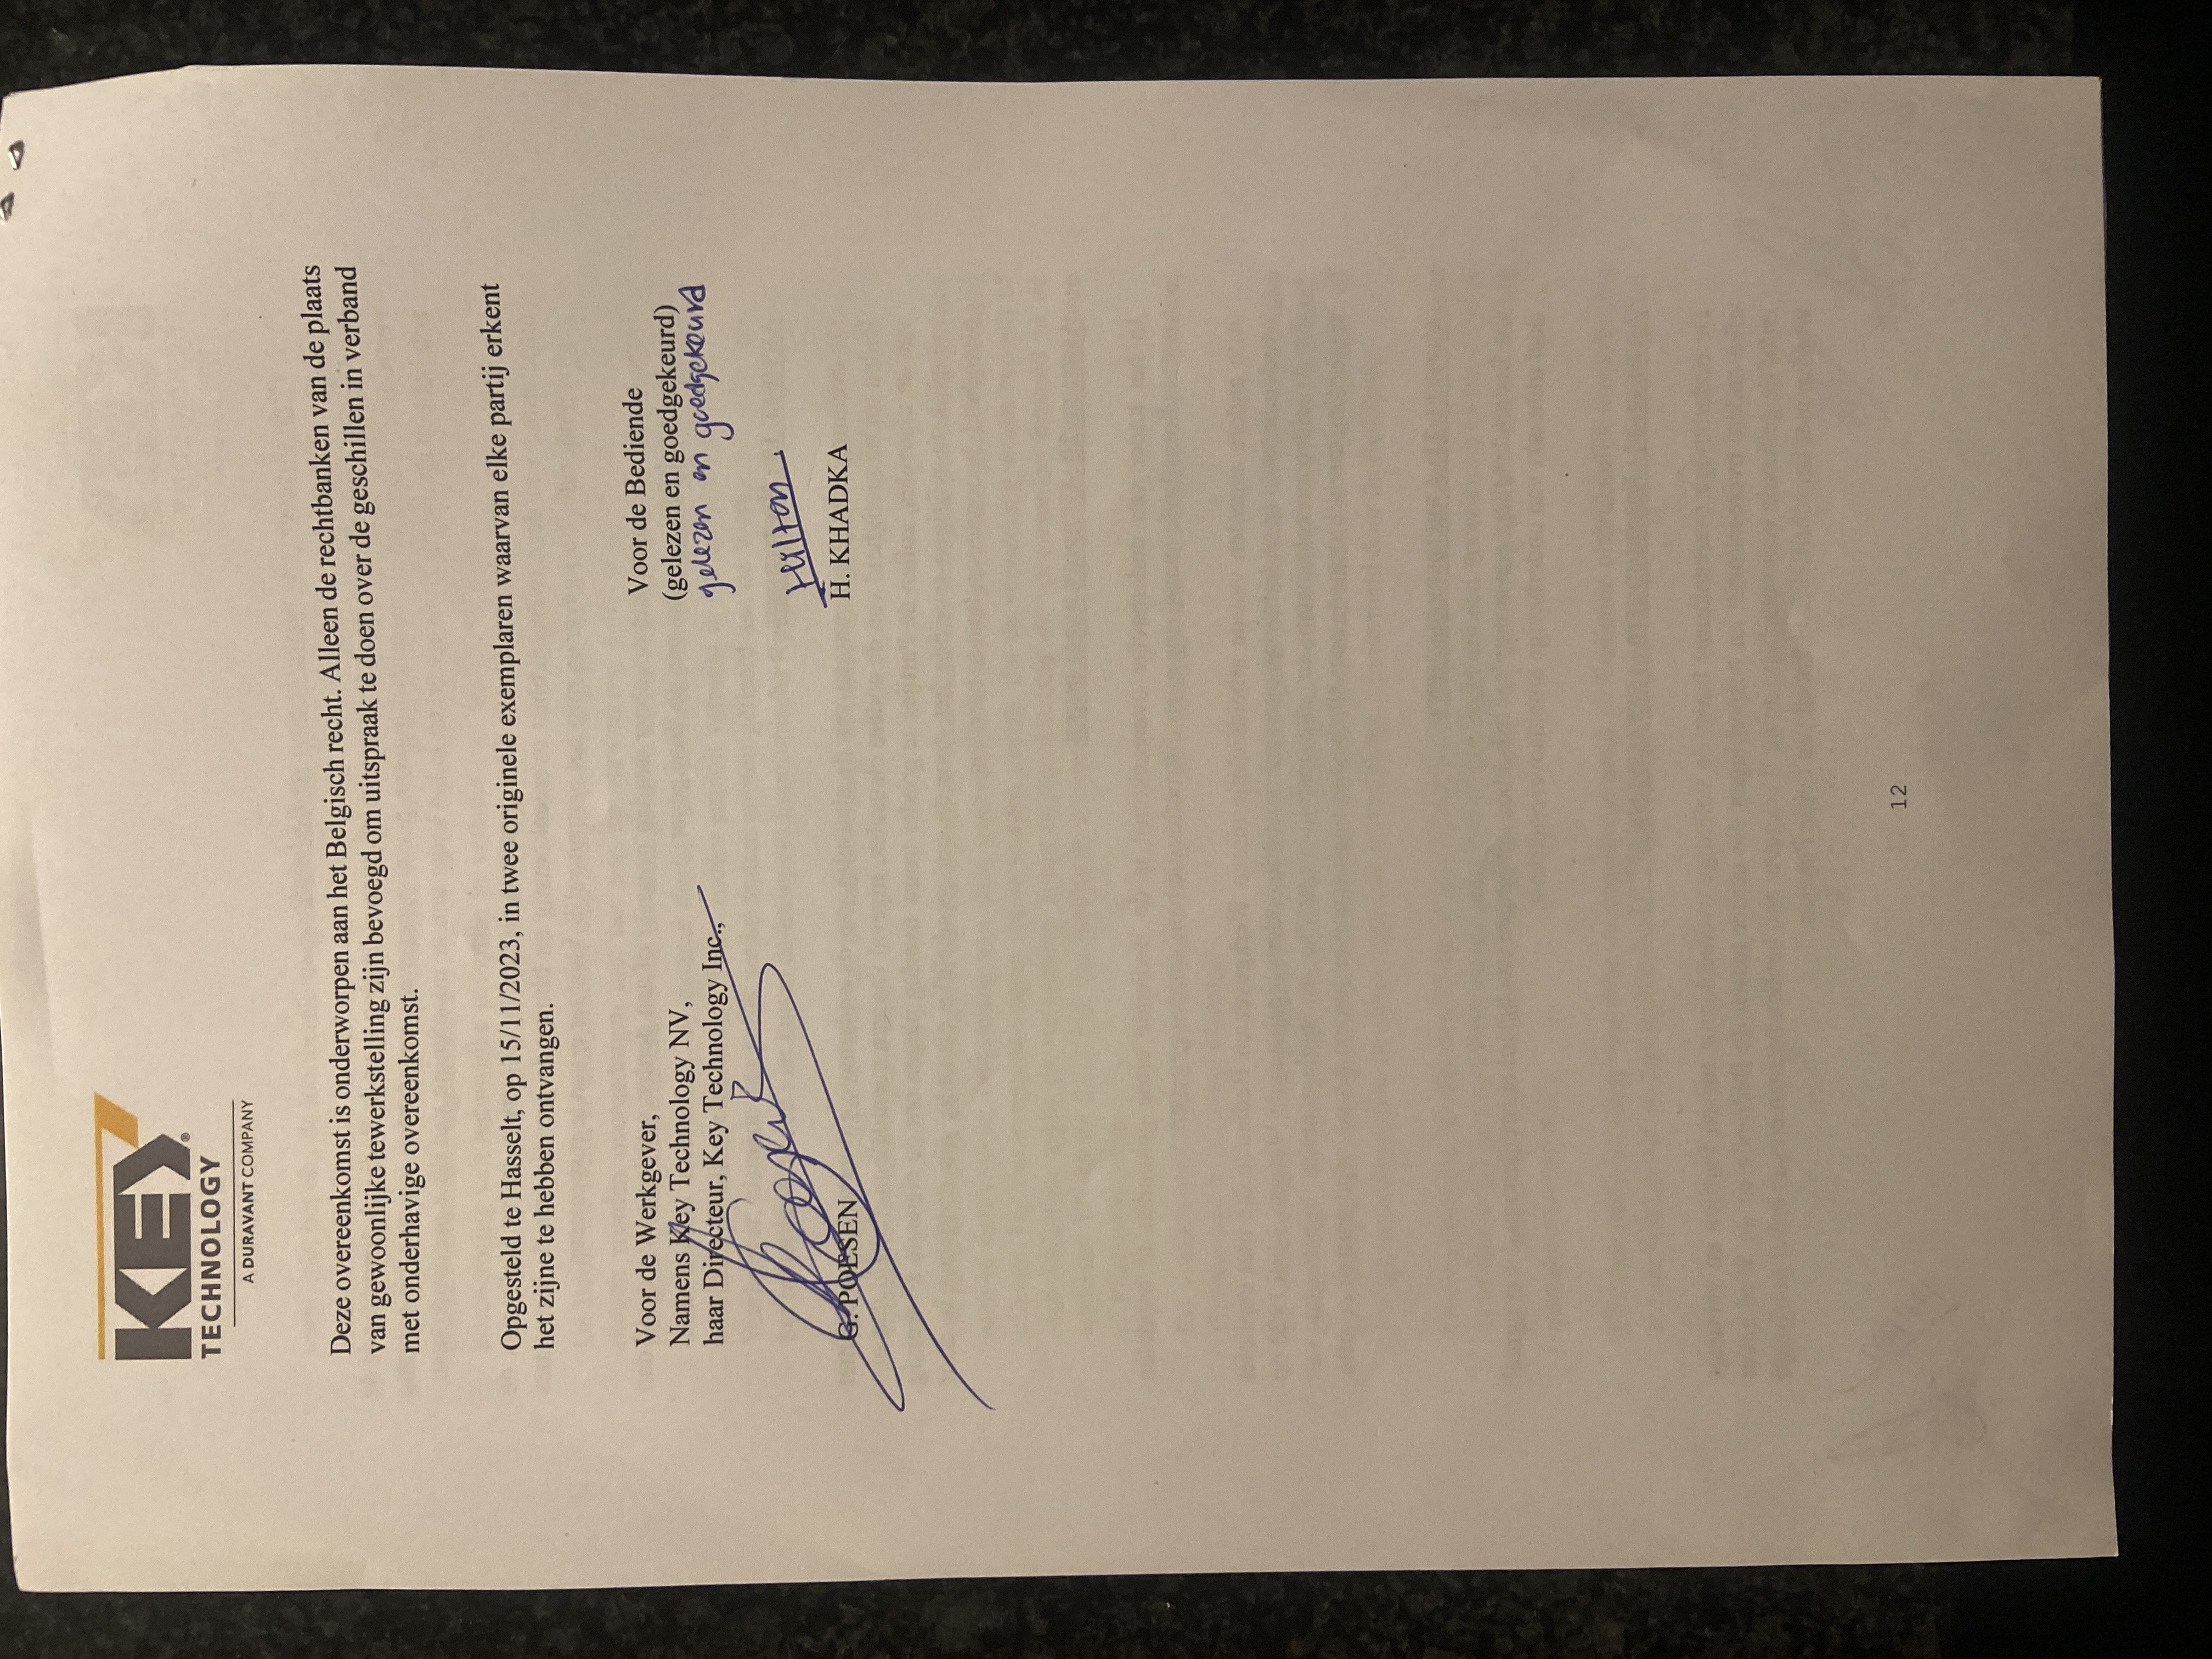 KEY®
TECHNOLOGY
A DURAVANT COMPANY
Deze overeenkomst is onderworpen aan het Belgisch recht. Alleen de rechtbanken van de plaats
van gewoonlijke tewerkstelling zijn bevoegd om uitspraak te doen over de geschillen in verband
met onderhavige overeenkomst.
Opgesteld te Hasselt, op 15/11/2023, in twee originele exemplaren waarvan elke partij erkent
het zijne te hebben ontvangen.
Voor de Werkgever,
Namens Key Technology NV,
haar Directeur, Key Technology Inc.,
G. POESEN
Voor de Bediende
(gelezen en goedgekeurd)
gelezen en goedgekeurd
Hilton
H. KHADKA
12